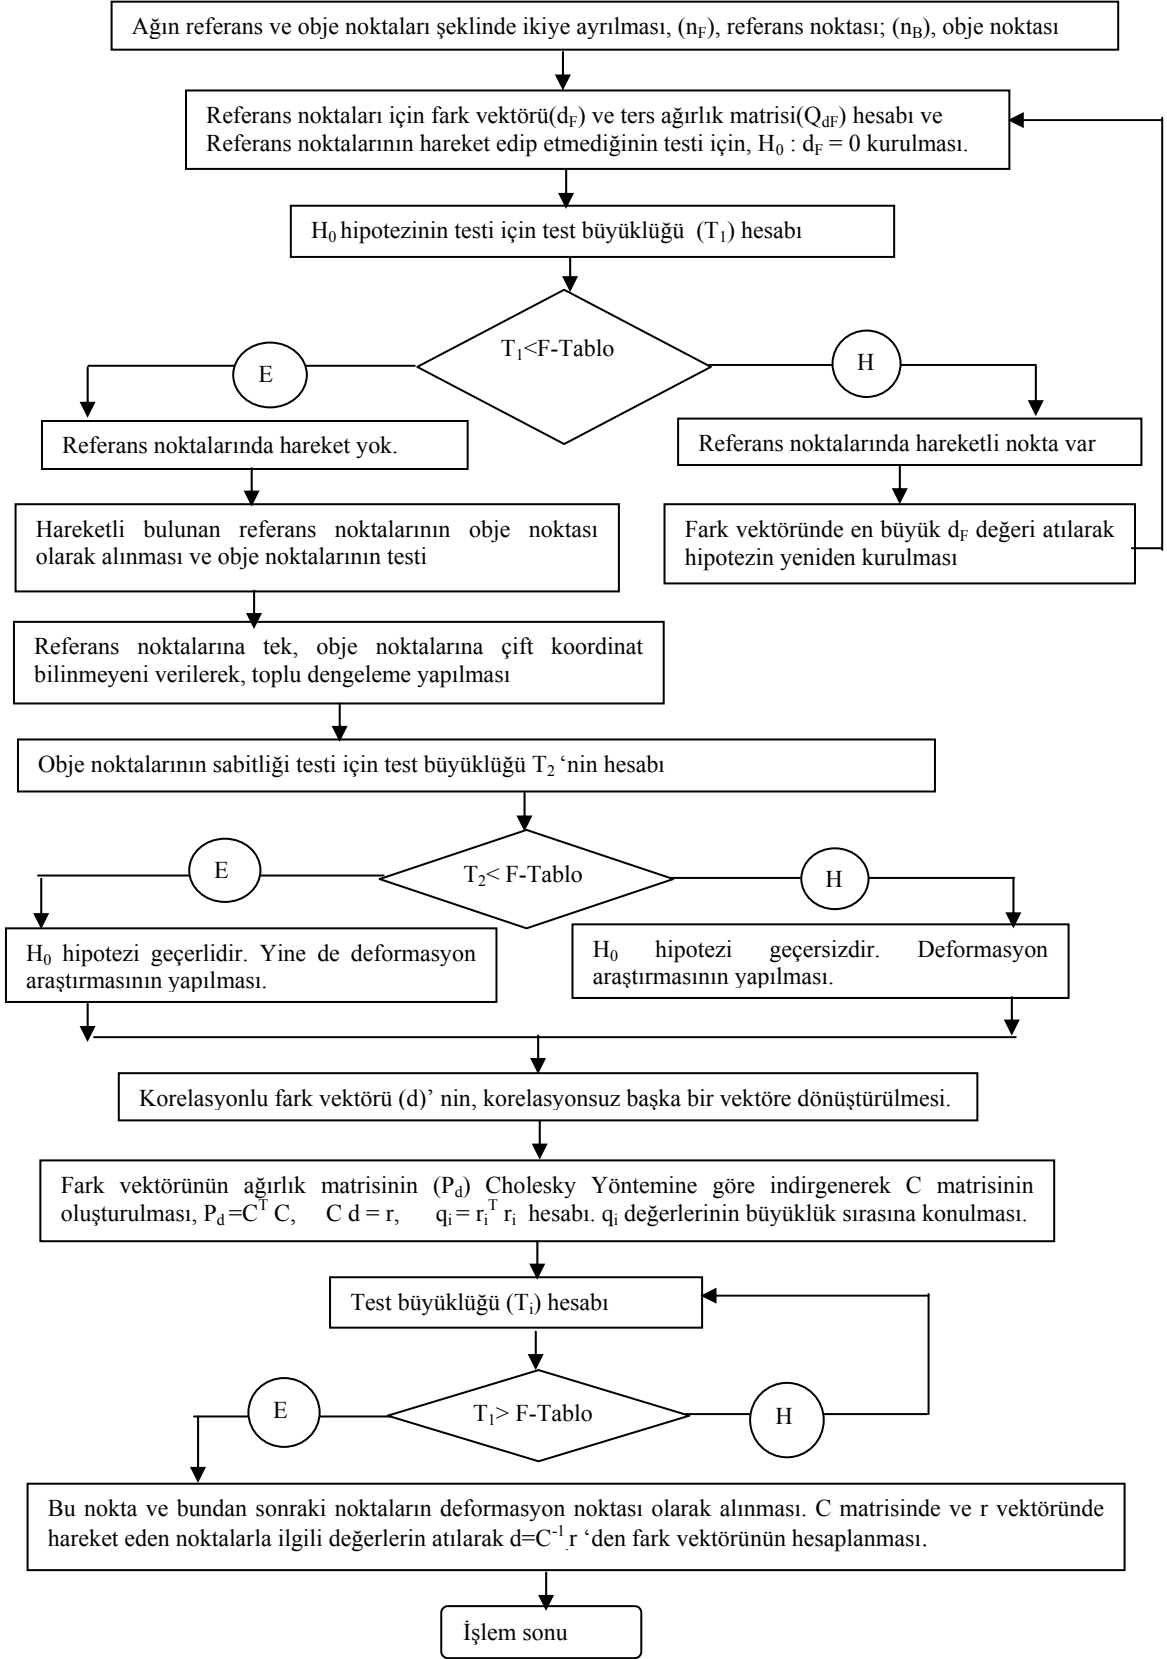 Ağın referans ve obje noktaları şeklinde ikiye ayrılması, (nF), referans noktası; (nB), obje noktası
Referans noktaları için fark vektörü(dF) ve ters ağırlık matrisi(QdF) hesabı ve
Referans noktalarının hareket edip etmediğinin testi için, H0 : dF = 0 kurulması.
H0 hipotezinin testi için test büyüklüğü (T1) hesabı
T1<F-Tablo
E
H
Referans noktalarında hareket yok.
Referans noktalarında hareketli nokta var
Hareketli bulunan referans noktalarının obje noktası
olarak alınması ve obje noktalarının testi
Fark vektöründe en büyük dF değeri atılarak
hipotezin yeniden kurulması
Referans noktalarına tek, obje noktalarına çift koordinat
bilinmeyeni verilerek, toplu dengeleme yapılması
Obje noktalarının sabitliği testi için test büyüklüğü T2 ‘nin hesabı
E
T2< F-Tablo
H
H0 hipotezi geçerlidir. Yine de deformasyon
araştırmasının yapılması.
H0 hipotezi geçersizdir. Deformasyon
araştırmasının yapılması.
Korelasyonlu fark vektörü (d)’ nin, korelasyonsuz başka bir vektöre dönüştürülmesi.
Fark vektörünün ağırlık matrisinin (Pd) Cholesky Yöntemine göre indirgenerek C matrisinin
oluşturulması, Pd =C^T C, C d = r, qi = ri^T ri hesabı. qi değerlerinin büyüklük sırasına konulması.
Test büyüklüğü (Ti) hesabı
E
T1> F-Tablo
H
Bu nokta ve bundan sonraki noktaların deformasyon noktası olarak alınması. C matrisinde ve r vektöründe
hareket eden noktalarla ilgili değerlerin atılarak d=C^-1.r ‘den fark vektörünün hesaplanması.
İşlem sonu